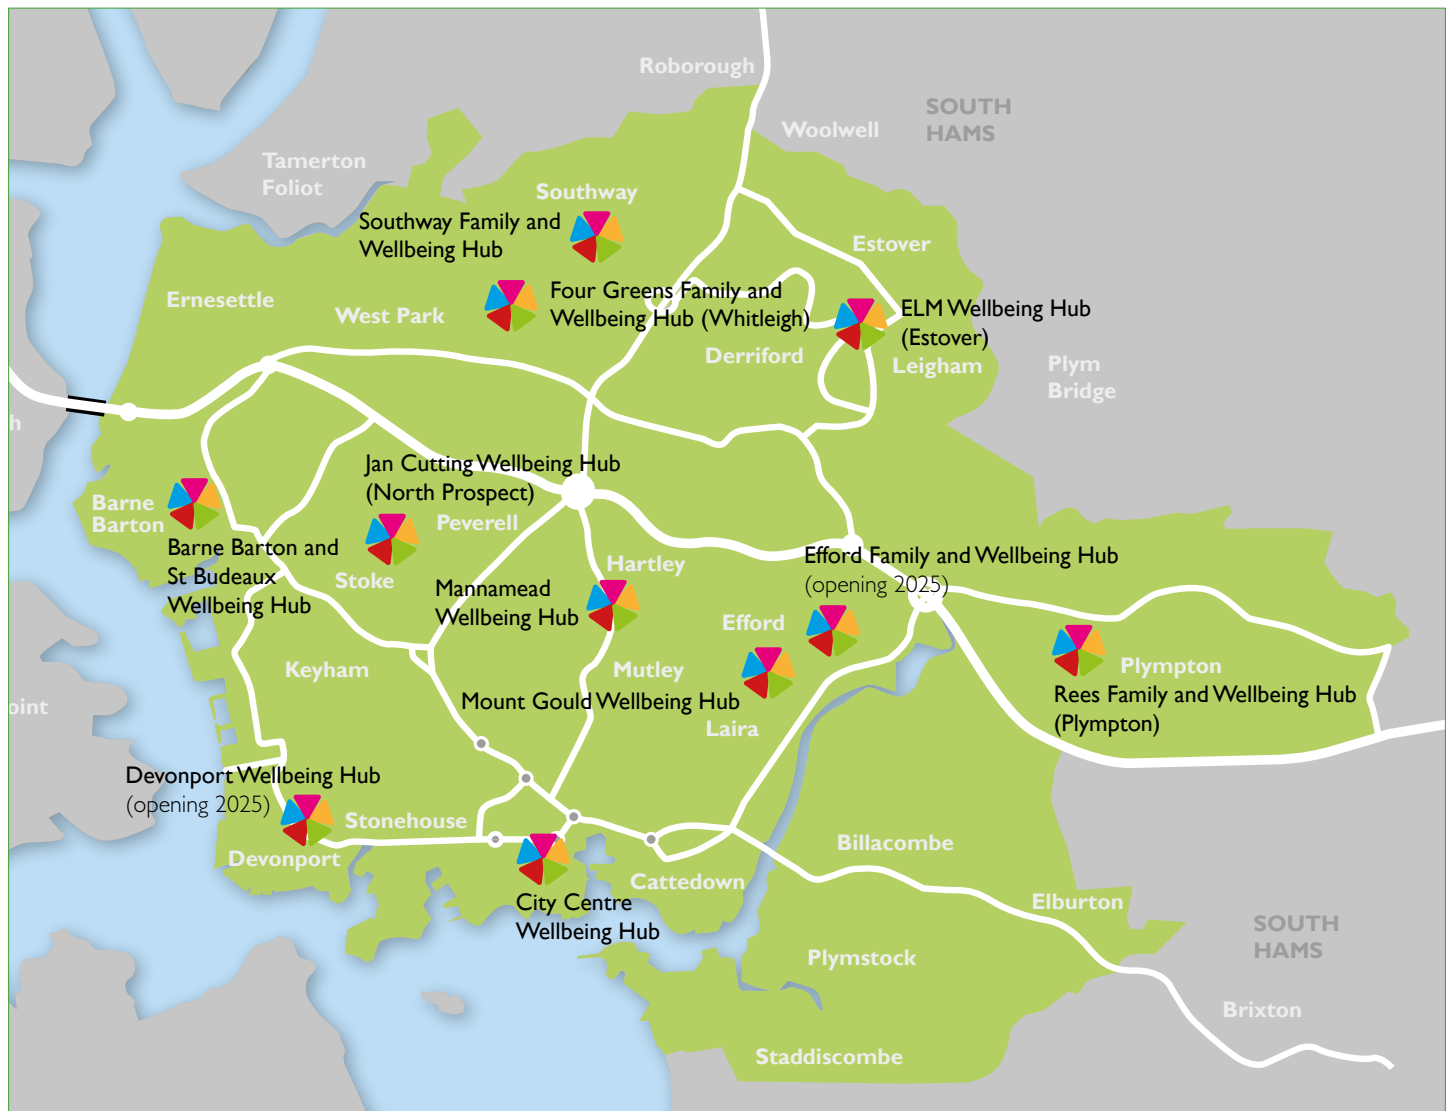 Roborough
SOUTH
HAMS
Woolwell
Tamerton
Foliot
Southway
Southway Family and
Wellbeing Hub
Estover
Ernesettle
West Park
Four Greens Family and
Wellbeing Hub (Whitleigh)
ELM Wellbeing Hub
(Estover)
Derriford
Leigham
Plym
Bridge
h
Jan Cutting Wellbeing Hub
(North Prospect)
Peverell
Barne
Barton
Barne Barton and
St Budeaux
Wellbeing Hub
Stoke
Hartley
Mannamead
Wellbeing Hub
Efford Family and Wellbeing Hub
(opening 2025)
Efford
Keyham
Mutley
Mount Gould Wellbeing Hub
Laira
Plympton
Rees Family and Wellbeing Hub
(Plympton)
oint
Devonport Wellbeing Hub
(opening 2025)
Stonehouse
Devonport
City Centre
Wellbeing Hub
Cattedown
Billacombe
Elburton
SOUTH
HAMS
Plymstock
Brixton
Staddiscombe